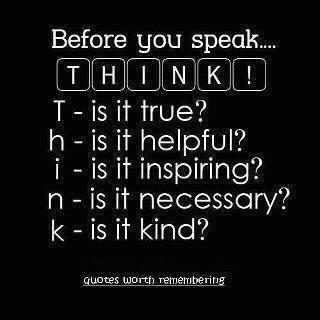 Before you speak....
THINK!
T - is it true?
h - is it helpful?
i - is it inspiring?
n - is it necessary?
k - is it kind?
quotes worth remembering